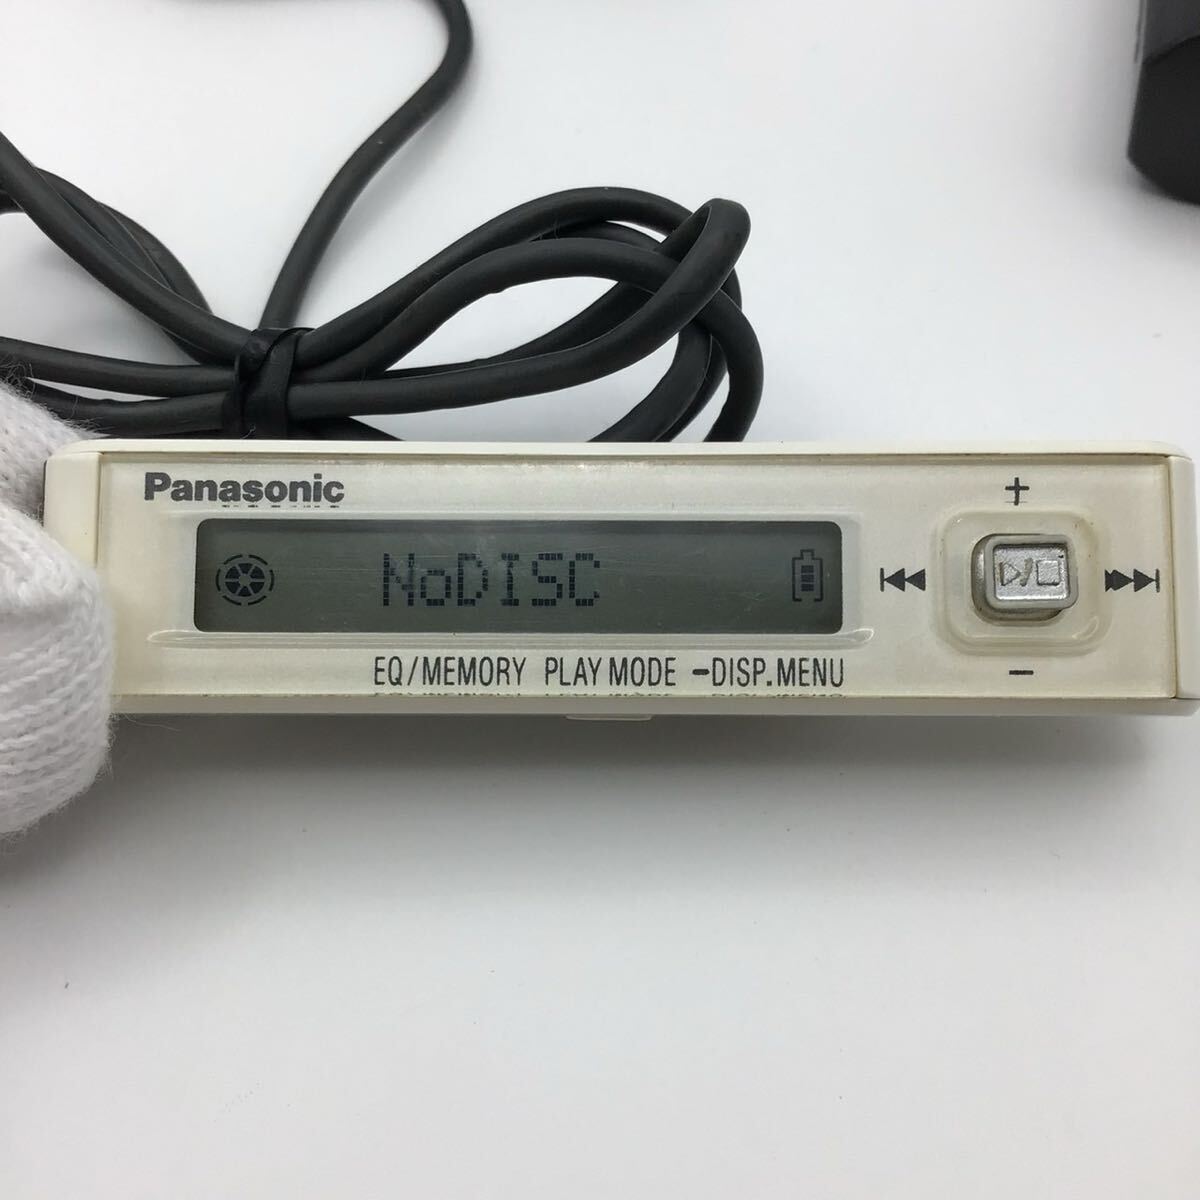 Panasonic
NoDISC
EQ/MEMORY PLAY MODE -DISP.MENU
+
-